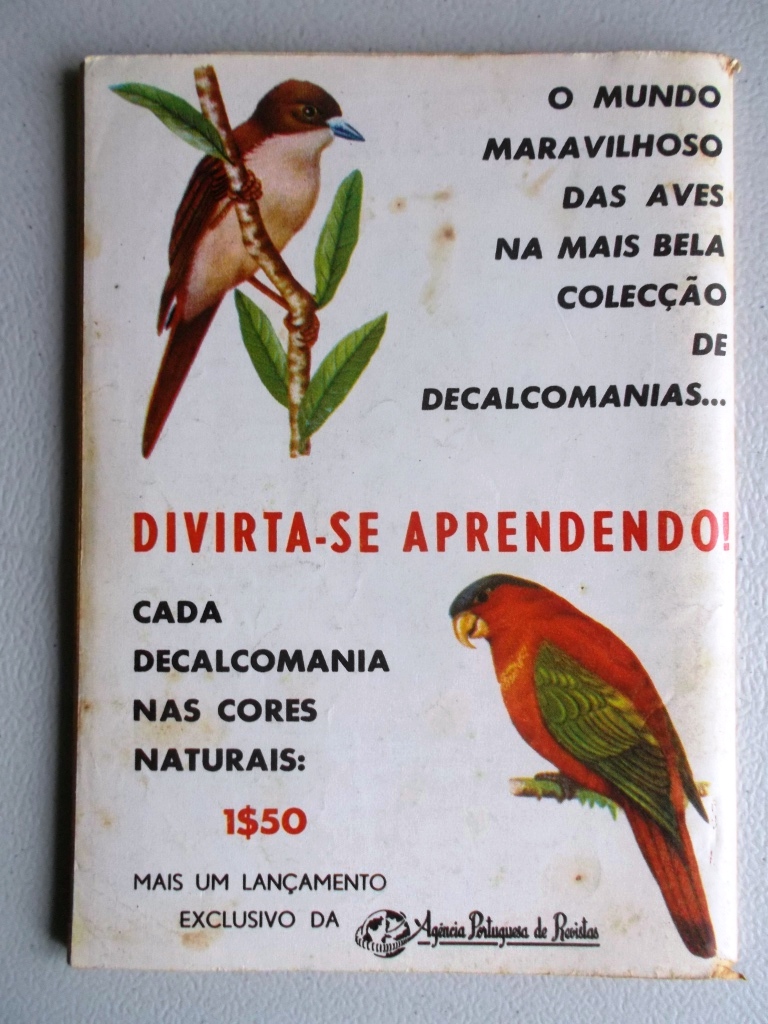 O MUNDO
MARAVILHOSO
DAS AVES
NA MAIS BELA
COLECÇÃO
DE
DECALCOMANIAS...
DIVIRTA-SE APRENDENDO!
CADA
DECALCOMANIA
NAS CORES
NATURAIS:
1$50
MAIS UM LANÇAMENTO
EXCLUSIVO DA Agência Portuguesa de Revistas